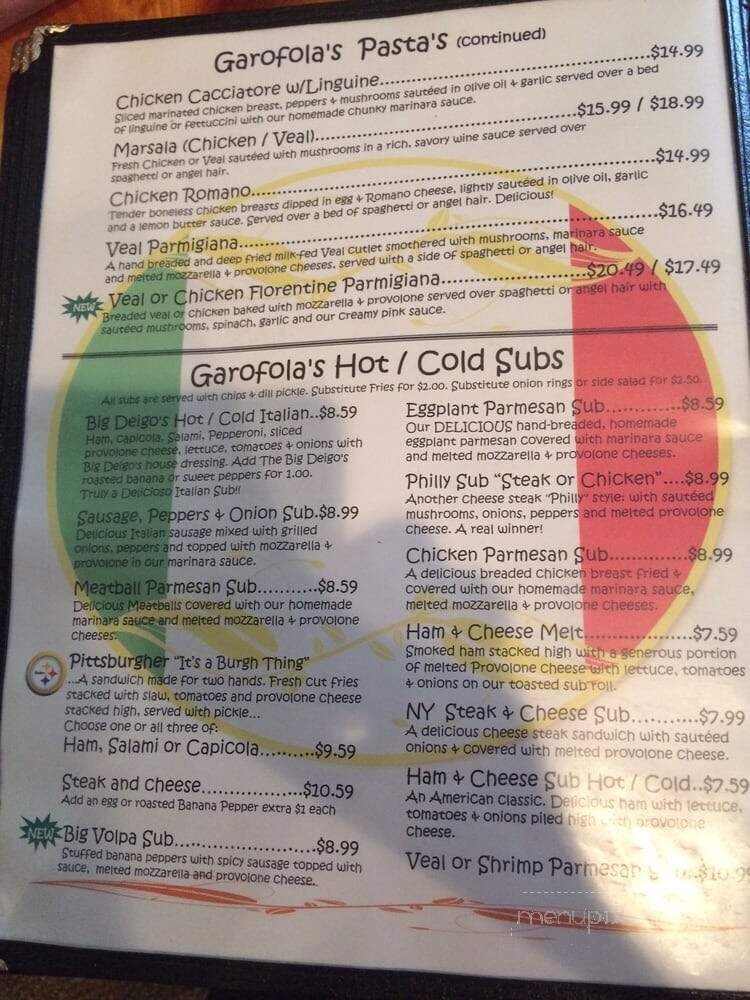 Garofola's Pasta's (continued)
Chicken Cacciatore w/Linguine..............................$14.99
Sliced marinated chicken breast, peppers & mushrooms sautéed in olive oil & garlic served over a bed
of linguine or fettuccini with our homemade chunky marinara sauce.
Marsala (Chicken / Veal)..............................$15.99 / $18.99
Fresh Chicken or Veal sautéed with mushrooms in a rich, savory wine sauce served over
spaghetti or angel hair.
Chicken Romano..............................$14.99
Tender boneless chicken breasts dipped in egg & Romano cheese, lightly sautéed in olive oil, garlic
and a lemon butter sauce. Served over a bed of spaghetti or angel hair. Delicious!
Veal Parmigiana..............................$16.49
A hand breaded and deep fried milk-fed Veal Cutlet smothered with mushrooms, marinara sauce
and melted mozzarella & provolone cheeses, served with a side of spaghetti or angel hair.
NEW Veal or Chicken Florentine Parmigiana....................$20.49 / $17.49
Breaded veal or chicken baked with mozzarella & provolone served over spaghetti or angel hair with
sautéed mushrooms, spinach, garlic and our creamy pink sauce.
Garofola's Hot / Cold Subs
All subs are served with chips & dill pickle. Substitute Fries for $2.00. Substitute onion rings or side salad for $2.50.
Big Deigo's Hot / Cold Italian..$8.59
Ham, capicola, Salami, Pepperoni, sliced
provolone cheese, lettuce, tomatoes & onions with
Big Deigo's house dressing. Add The Big Deigo's
roasted banana or sweet peppers for 1.00.
Truly a Delicioso Italian Sub!!
Sausage, Peppers & Onion Sub.$8.99
Delicious Italian sausage mixed with grilled
onions, peppers and topped with mozzarella &
provolone in our marinara sauce.
Meatball Parmesan Sub...........$8.59
Delicious Meatballs covered with our homemade
marinara sauce and melted mozzarella & provolone
cheeses.
Pittsburgher "It's a Burgh Thing"
...A sandwich made for two hands. Fresh Cut fries
stacked with slaw, tomatoes and provolone cheese
stacked high, served with pickle...
Choose one or all three of:
Ham, Salami or Capicola..........$9.59
Steak and Cheese....................$10.59
Add an egg or roasted Banana Pepper extra $1 each
NEW Big Volpa Sub........................$8.99
Stuffed banana peppers with spicy sausage topped with
sauce, melted mozzarella and provolone cheese.
Eggplant Parmesan Sub...........$8.59
Our DELICIOUS hand-breaded, homemade
eggplant parmesan covered with marinara sauce
and melted mozzarella & provolone cheeses.
Philly Sub "Steak or Chicken"....$8.99
Another cheese steak "Philly" style: with sautéed
mushrooms, onions, peppers and melted provolone
cheese. A real winner!
Chicken Parmesan Sub...........$8.99
A delicious breaded chicken breast fried &
covered with our homemade marinara sauce,
melted mozzarella & provolone cheeses.
Ham & Cheese Melt...............$7.59
Smoked ham stacked high with a generous portion
of melted Provolone Cheese with lettuce, tomatoes
& onions on our toasted sub roll.
NY Steak & Cheese Sub..........$7.99
A delicious cheese steak sandwich with sautéed
onions & covered with melted provolone cheese.
Ham & Cheese Sub Hot / Cold..$7.59
An American classic. Delicious ham with lettuce,
tomatoes & onions piled high with provolone
cheese.
Veal or Shrimp Parmesan
menupix